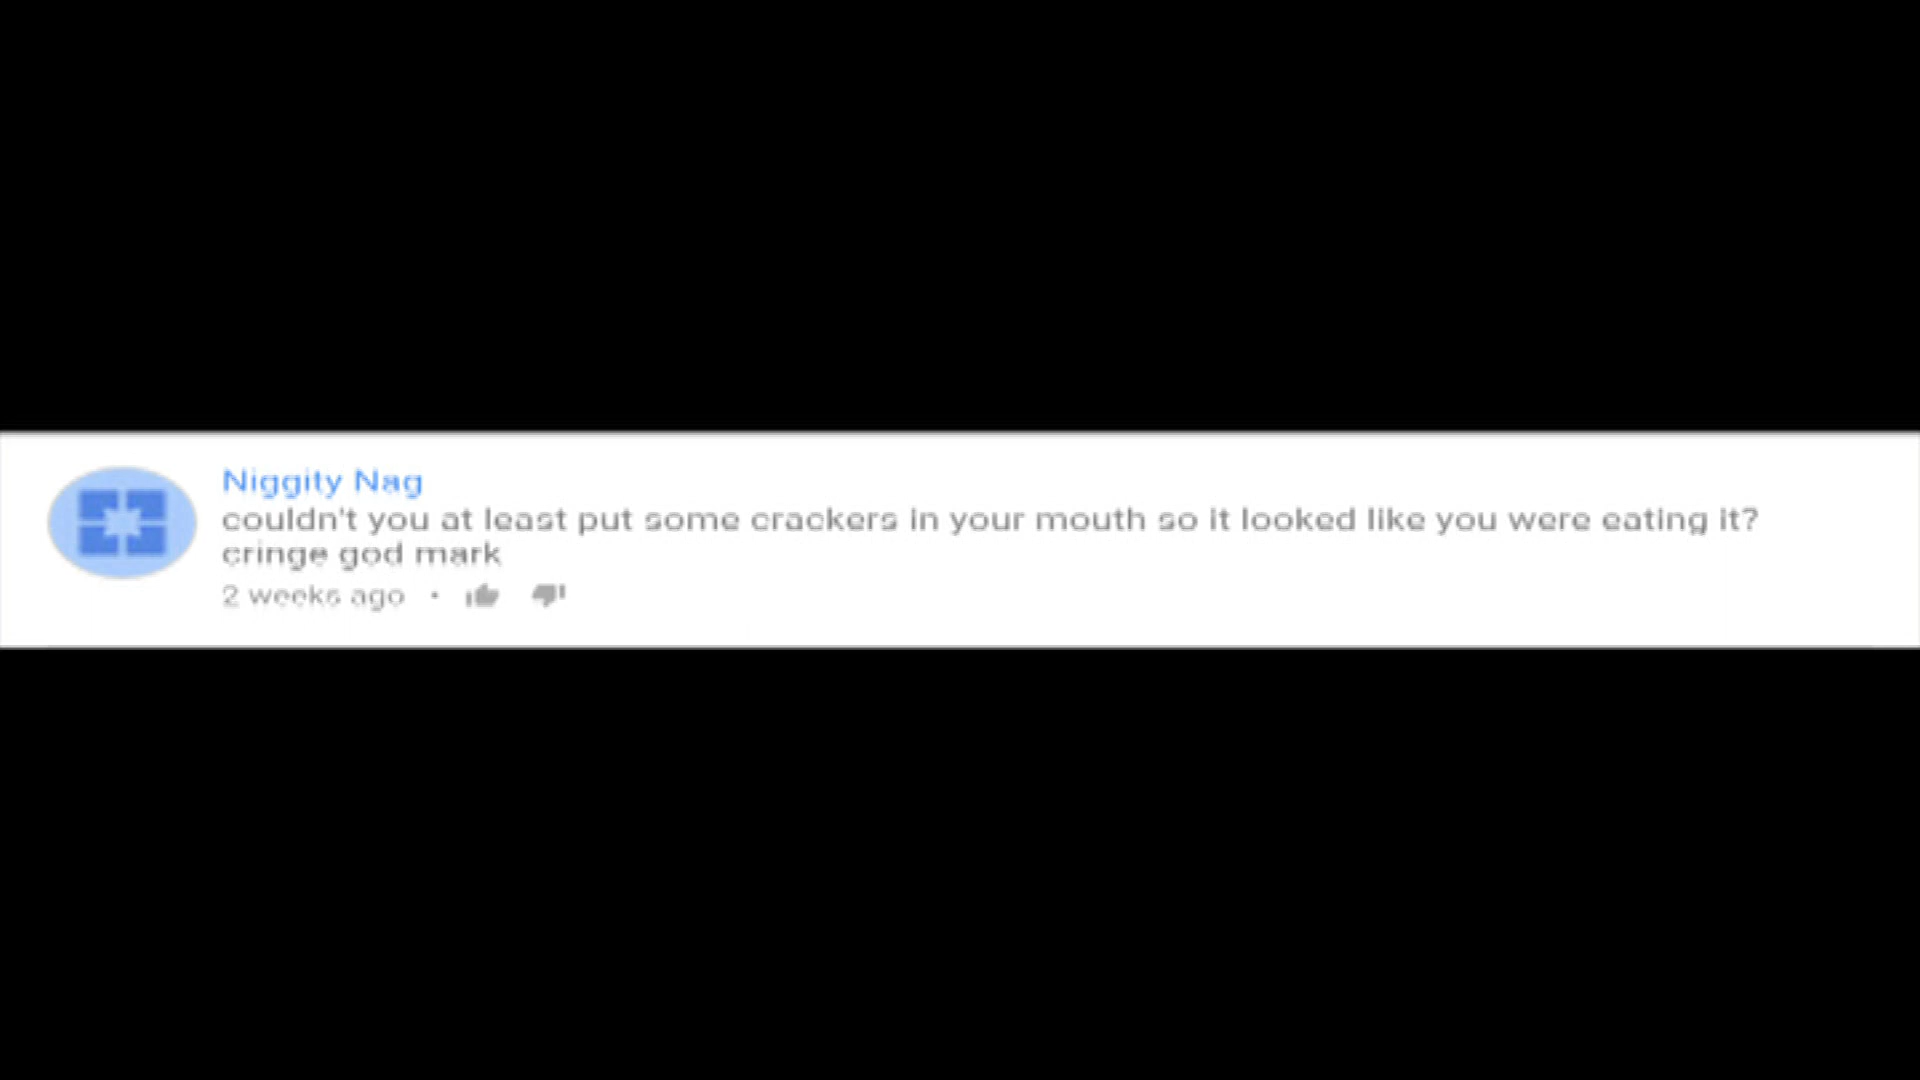 Niggity Nag
couldn't you at least put some crackers in your mouth so it looked like you were eating it?
cringe god mark
2 weeks ago •